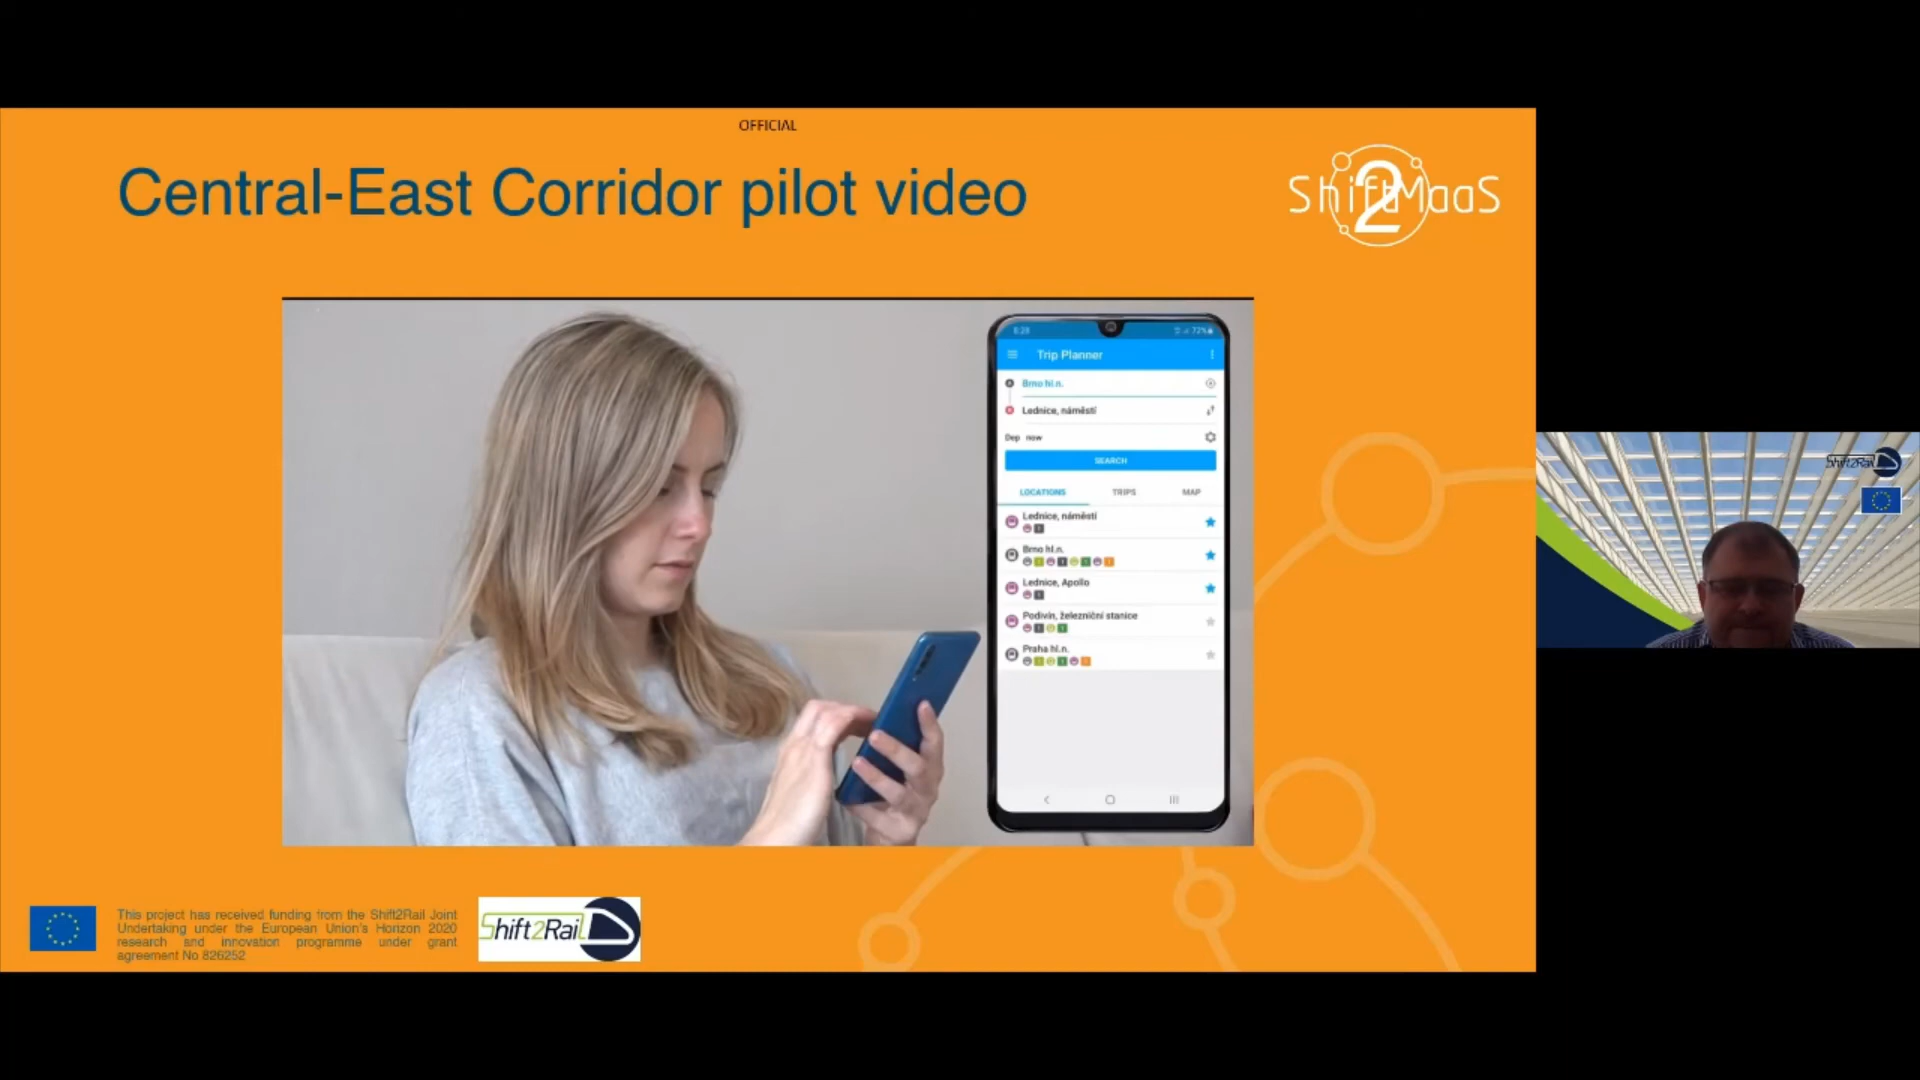 OFFICIAL
Central-East Corridor pilot video
Shift2MaaS
8:28
72%
Trip Planner
Brno hl.n.
Lednice, náměstí
Dep now
SEARCH
LOCATIONS TRIPS MAP
Lednice, náměstí
Brno hl.n.
Lednice, Apollo
Podivín, železniční stanice
Praha hl.n.
Shift2Rail
This project has received funding from the Shift2Rail Joint
Undertaking under the European Union's Horizon 2020
research and innovation programme under grant
agreement No 826252
Shift2Rail